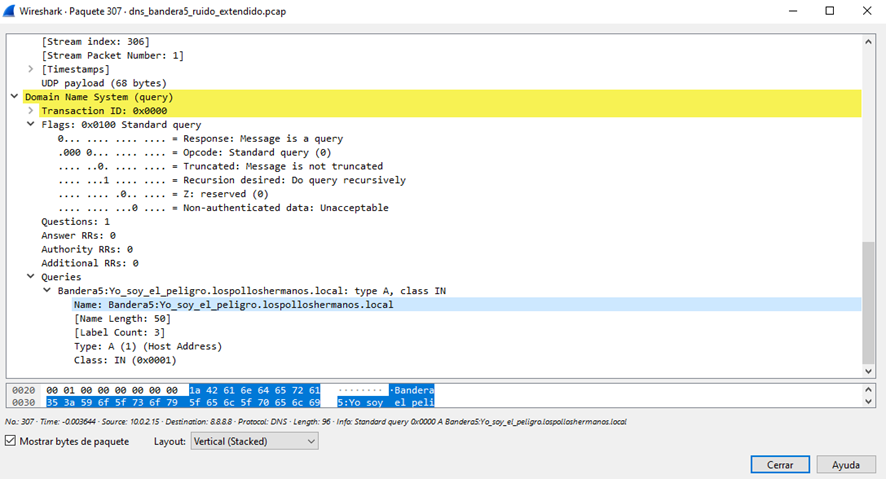 Wireshark · Paquete 307 · dns_bandera5_ruido_extendido.pcap
[Stream index: 306]
[Stream Packet Number: 1]
[Timestamps]
UDP payload (68 bytes)
Domain Name System (query)
Transaction ID: 0x0000
Flags: 0x0100 Standard query
0... .... .... .... = Response: Message is a query
.000 0... .... .... = Opcode: Standard query (0)
.... ..0. .... .... = Truncated: Message is not truncated
.... ...1 .... .... = Recursion desired: Do query recursively
.... .... .0.. .... = Z: reserved (0)
.... .... ...0 .... = Non-authenticated data: Unacceptable
Questions: 1
Answer RRs: 0
Authority RRs: 0
Additional RRs: 0
Queries
Bandera5:Yo_soy_el_peligro.lospolloshermanos.local: type A, class IN
Name: Bandera5:Yo_soy_el_peligro.lospolloshermanos.local
[Name Length: 50]
[Label Count: 3]
Type: A (1) (Host Address)
Class: IN (0x0001)
0020 00 01 00 00 00 00 00 00 1a 42 61 6e 64 65 72 61 ········ ·Bandera
0030 35 3a 59 6f 5f 73 6f 79 5f 65 6c 5f 70 65 6c 69 5:Yo_soy _el_peli
No.: 307 · Time: -0.003644 · Source: 10.0.2.15 · Destination: 8.8.8.8 · Protocol: DNS · Length: 96 · Info: Standard query 0x0000 A Bandera5:Yo_soy_el_peligro.lospolloshermanos.local
Mostrar bytes de paquete Layout: Vertical (Stacked)
Cerrar Ayuda